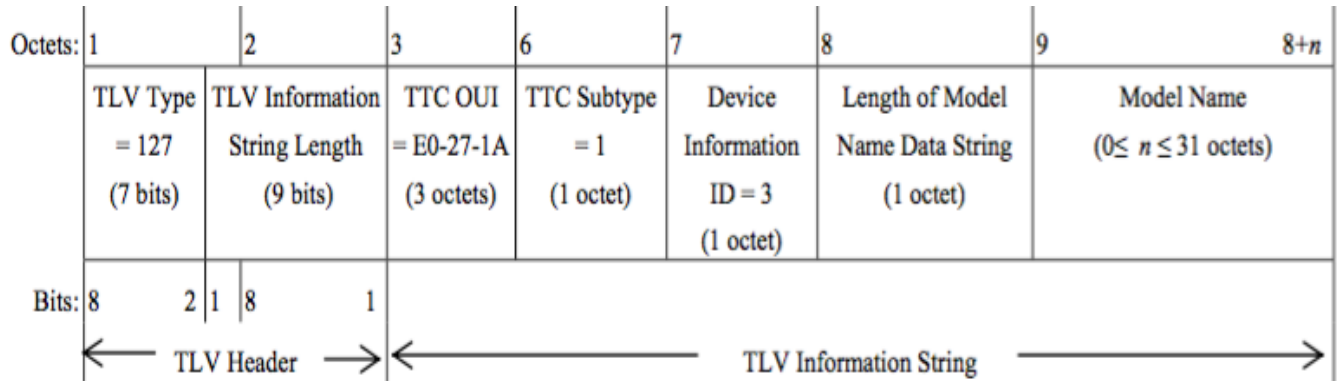 Octets: 1 2 3 6 7 8 9 8+n
TLV Type TLV Information TTC OUI TTC Subtype Device Length of Model Model Name
= 127 String Length = E0-27-1A = 1 Information Name Data String (0≤ n ≤ 31 octets)
(7 bits) (9 bits) (3 octets) (1 octet) ID = 3 (1 octet)
(1 octet)
Bits: 8 2 1 8 1
TLV Header TLV Information String